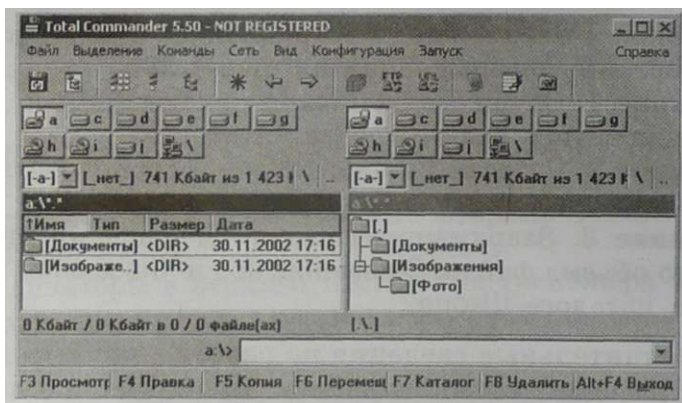 Total Commander 5.50 - NOT REGISTERED
Файл Выделение Команды Сеть Вид Конфигурация Запуск Справка
a c d e f g a c d e f g
h i j \ h i j \
[-a-] [_нет_] 741 Кбайт из 1 423 \ .. [-a-] [_нет_] 741 Кбайт из 1 423 \ ..
a:\*.* a:\*.*
↑Имя Тип Размер Дата [.]
[Документы] <DIR> 30.11.2002 17:16 [Документы]
[Изображе..] <DIR> 30.11.2002 17:16 [Изображения]
[Фото]
0 Кбайт / 0 Кбайт в 0 / 0 файле(ах) [.\.]
a:\>
F3 Просмотр F4 Правка F5 Копия F6 Перемещ F7 Каталог F8 Удалить Alt+F4 Выход